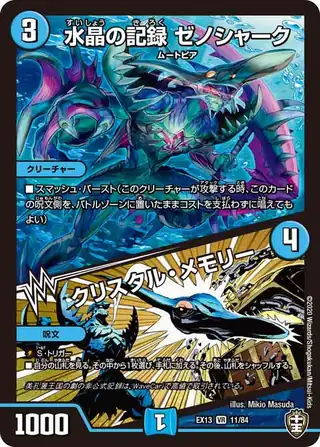 3
すいしょう きろく
水晶の記録 ゼノシャーク
ムートピア
クリーチャー
■スマッシュ・バースト(このクリーチャーが攻撃する時、このカード
の呪文側を、バトルゾーンに置いたままコストを支払わずに唱えても
よい)
4
クリスタル・メモリー
呪文
■S・トリガー
■自分の山札を見る。その中から1枚選び、手札に加える。その後、山札をシャッフルする。
illus. Mikio Masuda
©2020 Wizards/Shogakukan/Mitsui-Kids
1000
1
EX13 VR 11/84